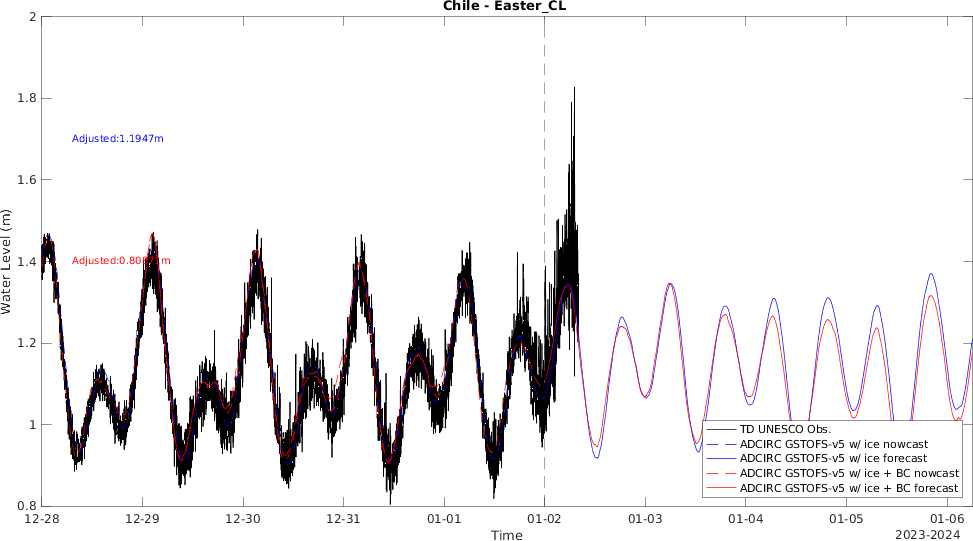 Chile - Easter_CL
2
1.8
1.6
1.4
1.2
1
0.8
Water Level (m)
Adjusted:1.1947m
12-28
12-29
12-30
12-31
01-01
01-02
01-03
01-04
01-05
01-06
Time
2023-2024
TD UNESCO Obs.
ADCIRC GSTOFS-v5 w/ ice nowcast
ADCIRC GSTOFS-v5 w/ ice forecast
ADCIRC GSTOFS-v5 w/ ice + BC nowcast
ADCIRC GSTOFS-v5 w/ ice + BC forecast